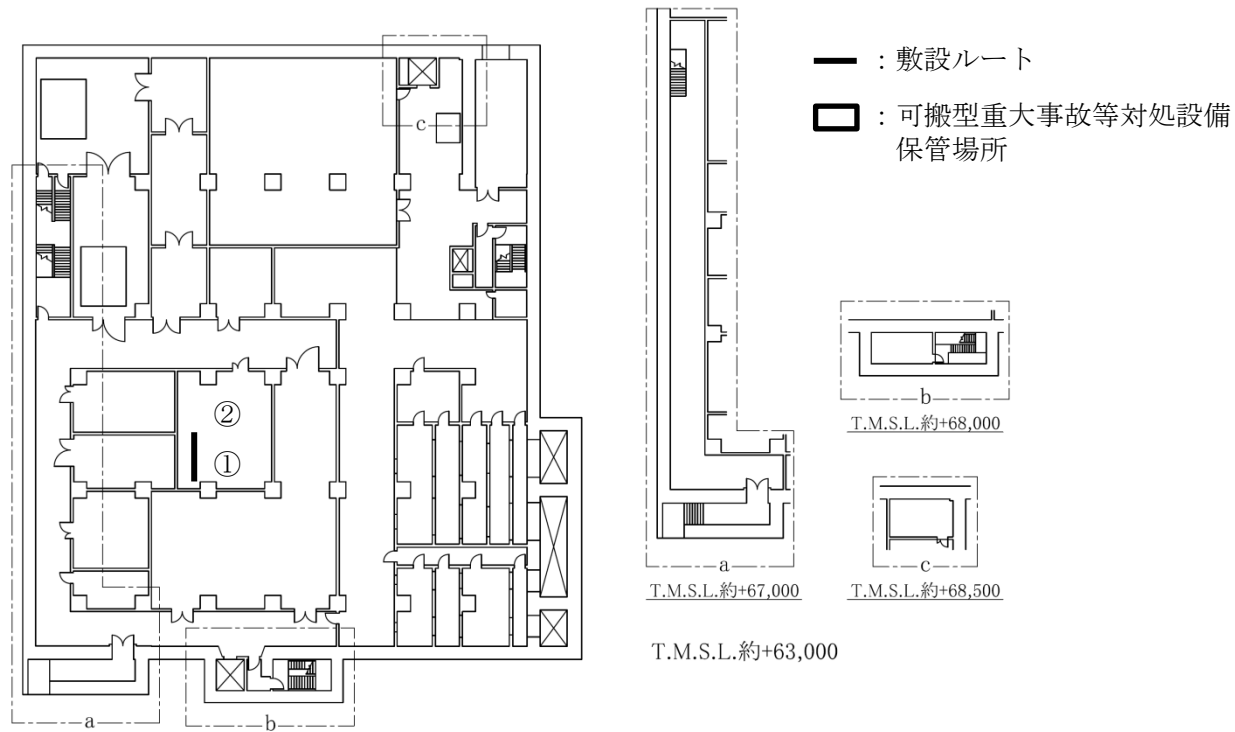 c
②
①
a
b
：敷設ルート
：可搬型重大事故等対処設備
保管場所
b
T.M.S.L.約+68,000
a
T.M.S.L.約+67,000
c
T.M.S.L.約+68,500
T.M.S.L.約+63,000